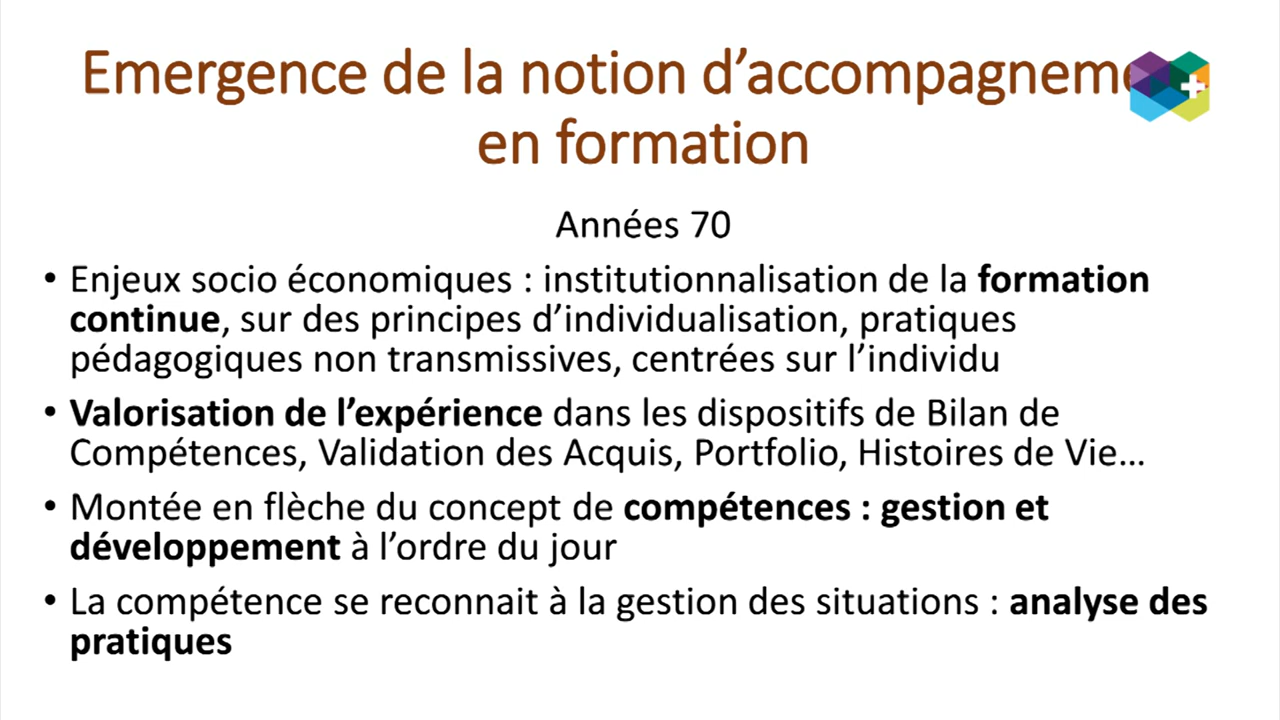 Emergence de la notion d’accompagneme
en formation
Années 70
• Enjeux socio économiques : institutionnalisation de la formation
continue, sur des principes d’individualisation, pratiques
pédagogiques non transmissives, centrées sur l’individu
• Valorisation de l’expérience dans les dispositifs de Bilan de
Compétences, Validation des Acquis, Portfolio, Histoires de Vie…
• Montée en flèche du concept de compétences : gestion et
développement à l’ordre du jour
• La compétence se reconnait à la gestion des situations : analyse des
pratiques